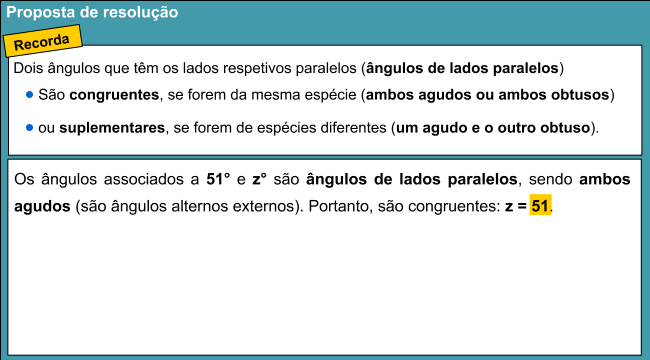 Proposta de resolução
Recorda
Dois ângulos que têm os lados respetivos paralelos (ângulos de lados paralelos)
• São congruentes, se forem da mesma espécie (ambos agudos ou ambos obtusos)
• ou suplementares, se forem de espécies diferentes (um agudo e o outro obtuso).
Os ângulos associados a 51° e z° são ângulos de lados paralelos, sendo ambos
agudos (são ângulos alternos externos). Portanto, são congruentes: z = 51.